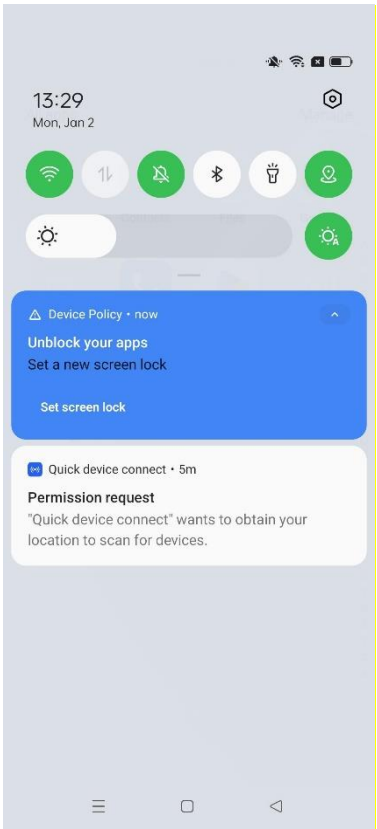 13:29
Mon, Jan 2
Device Policy • now
Unblock your apps
Set a new screen lock
Set screen lock
Quick device connect • 5m
Permission request
"Quick device connect" wants to obtain your
location to scan for devices.